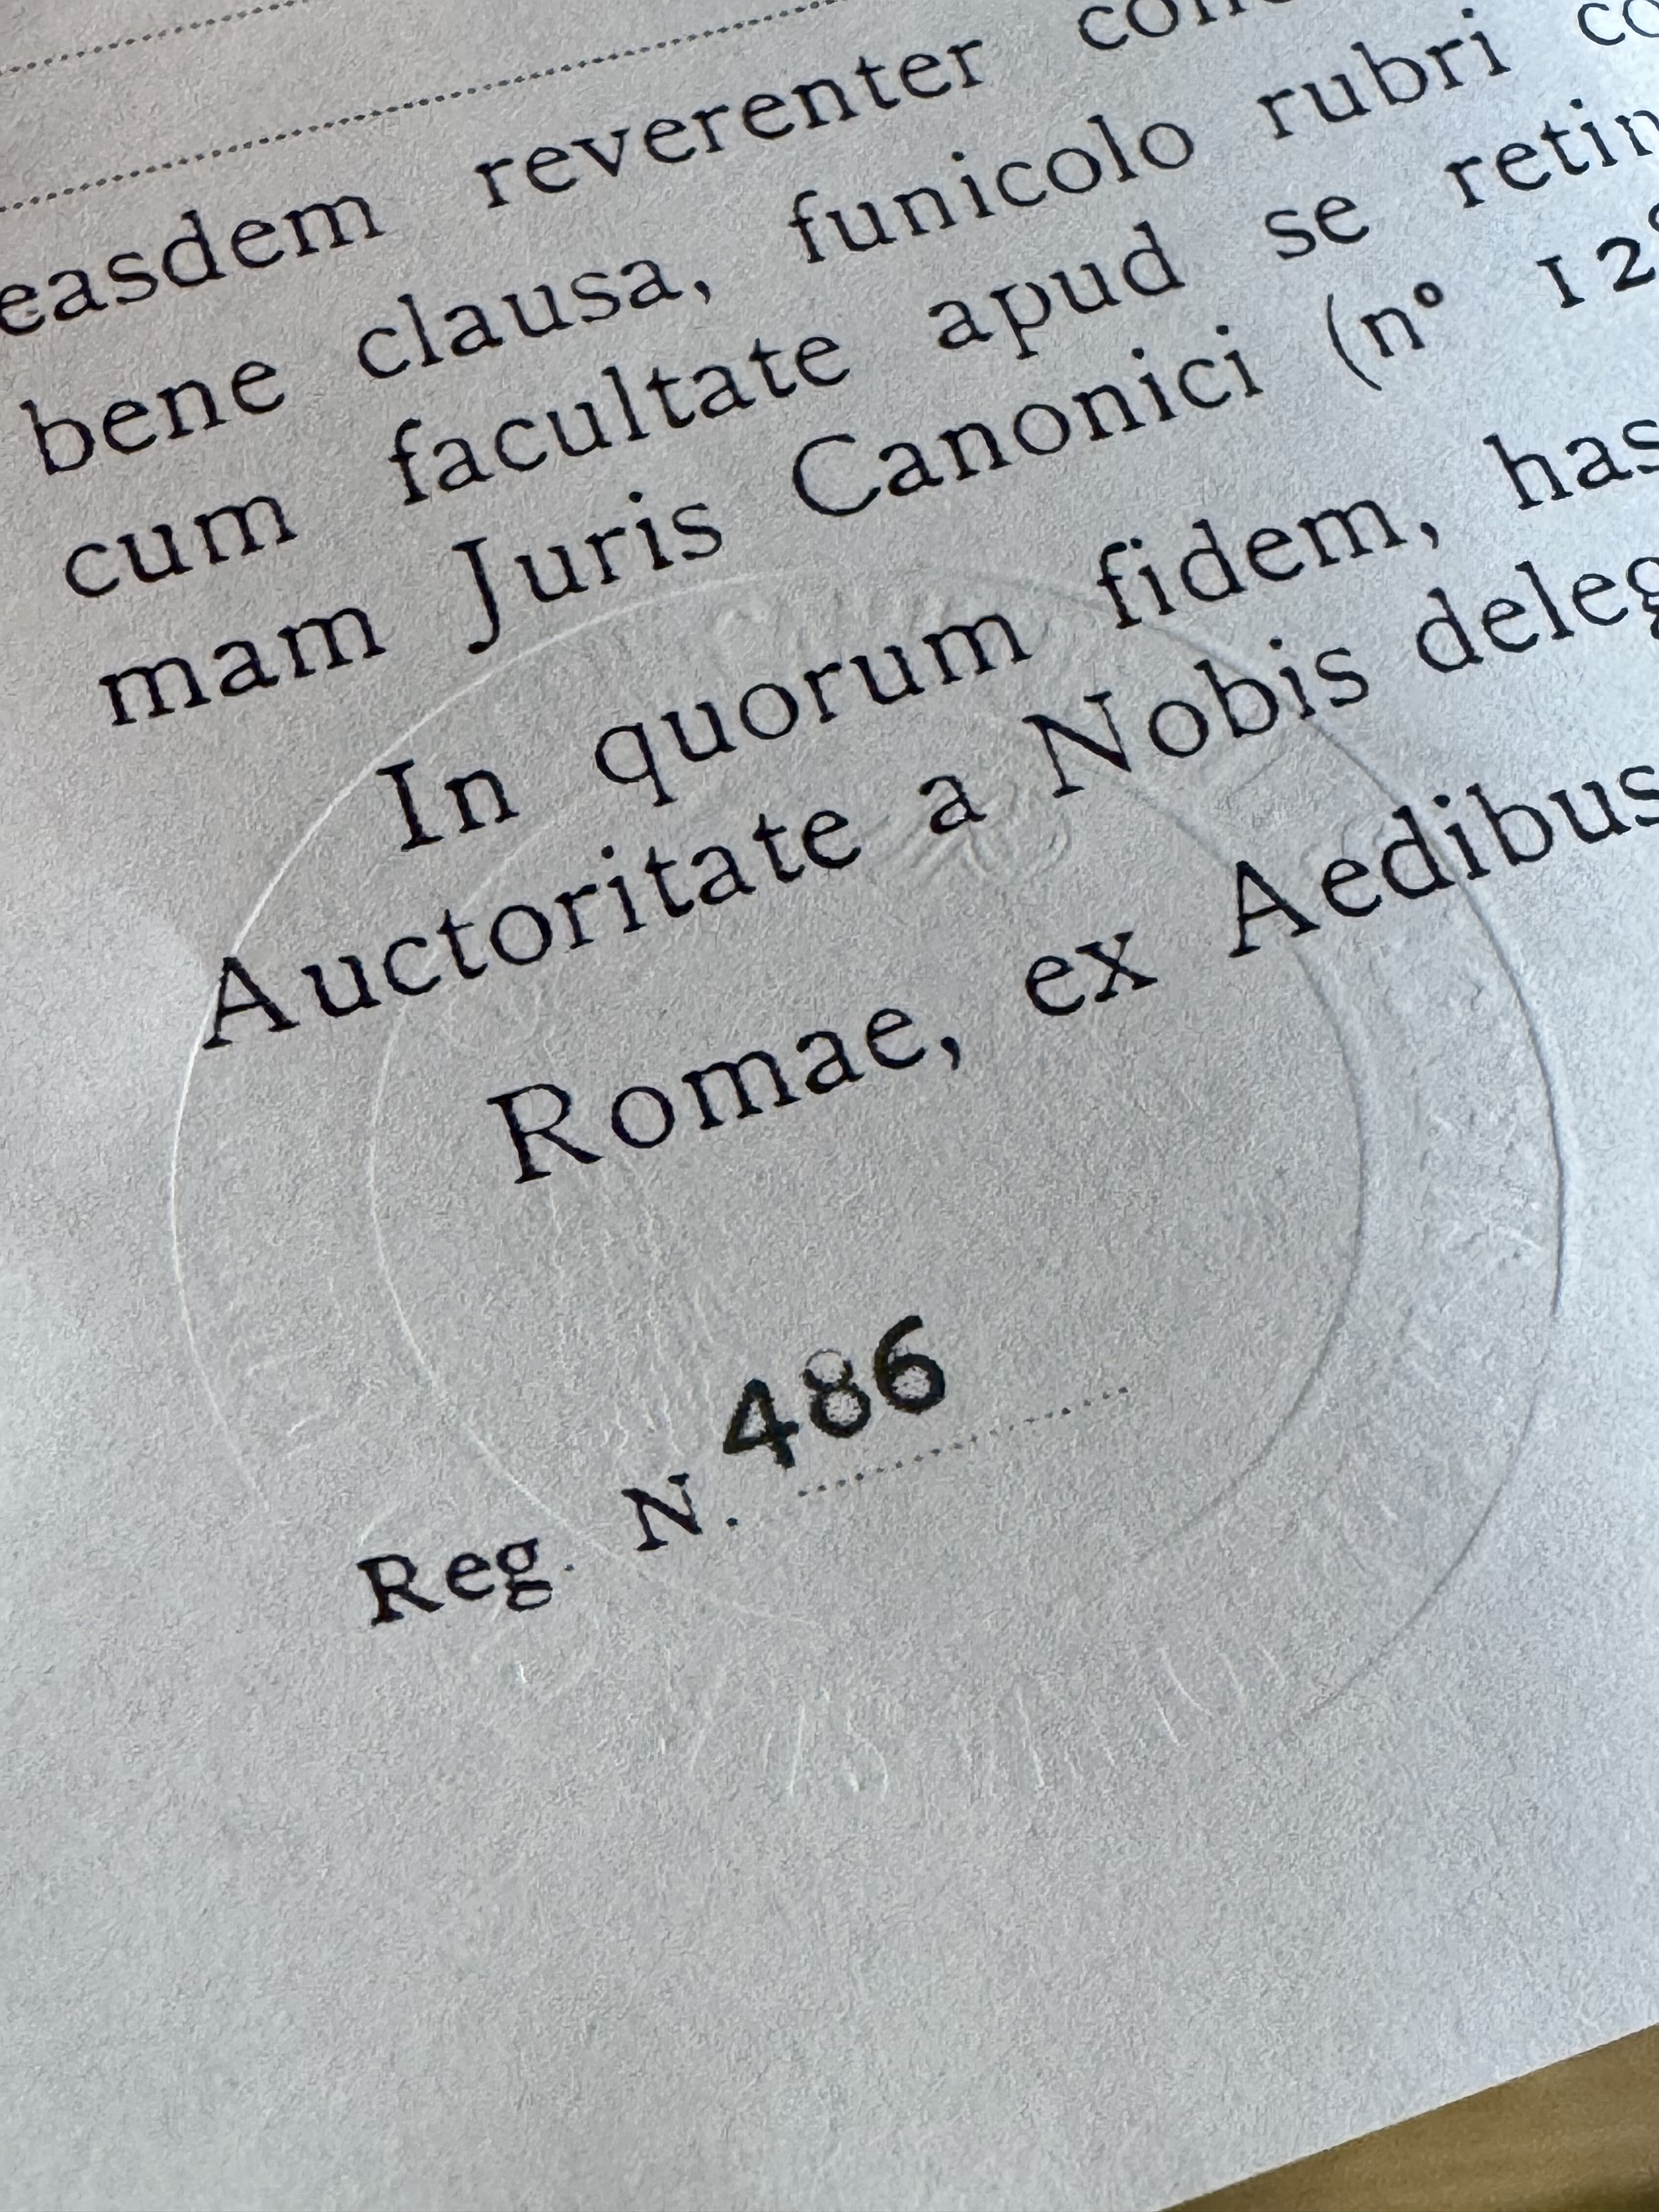 easdem reverenter
bene clausa, funicolo rubri
cum facultate apud se
mam Juris Canonici (n°
In quorum fidem, has
Auctoritate a Nobis
Romae, ex Aedibus
Reg. N. 486